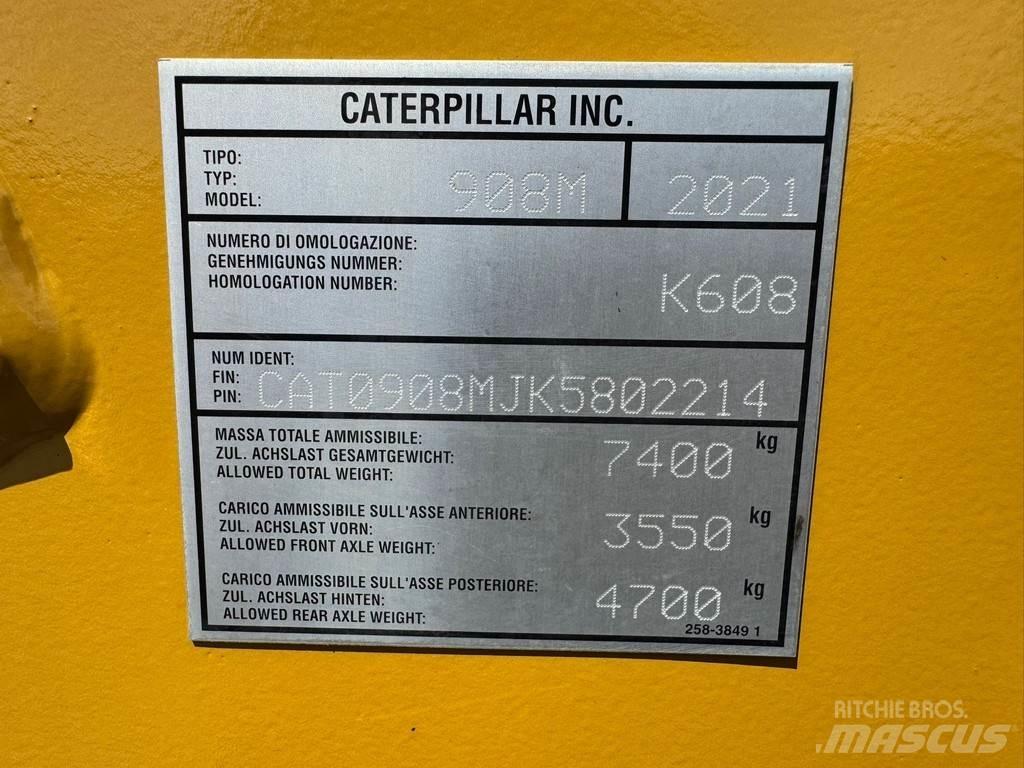 CATERPILLAR INC.
TIPO:
TYP:
MODEL: 908M 2021
NUMERO DI OMOLOGAZIONE:
GENEHMIGUNGS NUMMER:
HOMOLOGATION NUMBER: K608
NUM IDENT:
FIN:
PIN: CAT0908MJK5802214
MASSA TOTALE AMMISSIBILE:
ZUL. ACHSLAST GESAMTGEWICHT: 7400 kg
ALLOWED TOTAL WEIGHT:
CARICO AMMISSIBILE SULL'ASSE ANTERIORE:
ZUL. ACHSLAST VORN: 3550 kg
ALLOWED FRONT AXLE WEIGHT:
CARICO AMMISSIBILE SULL'ASSE POSTERIORE:
ZUL. ACHSLAST HINTEN: 4700 kg
ALLOWED REAR AXLE WEIGHT:
258-3849 1
RITCHIE BROS.
MASCUS